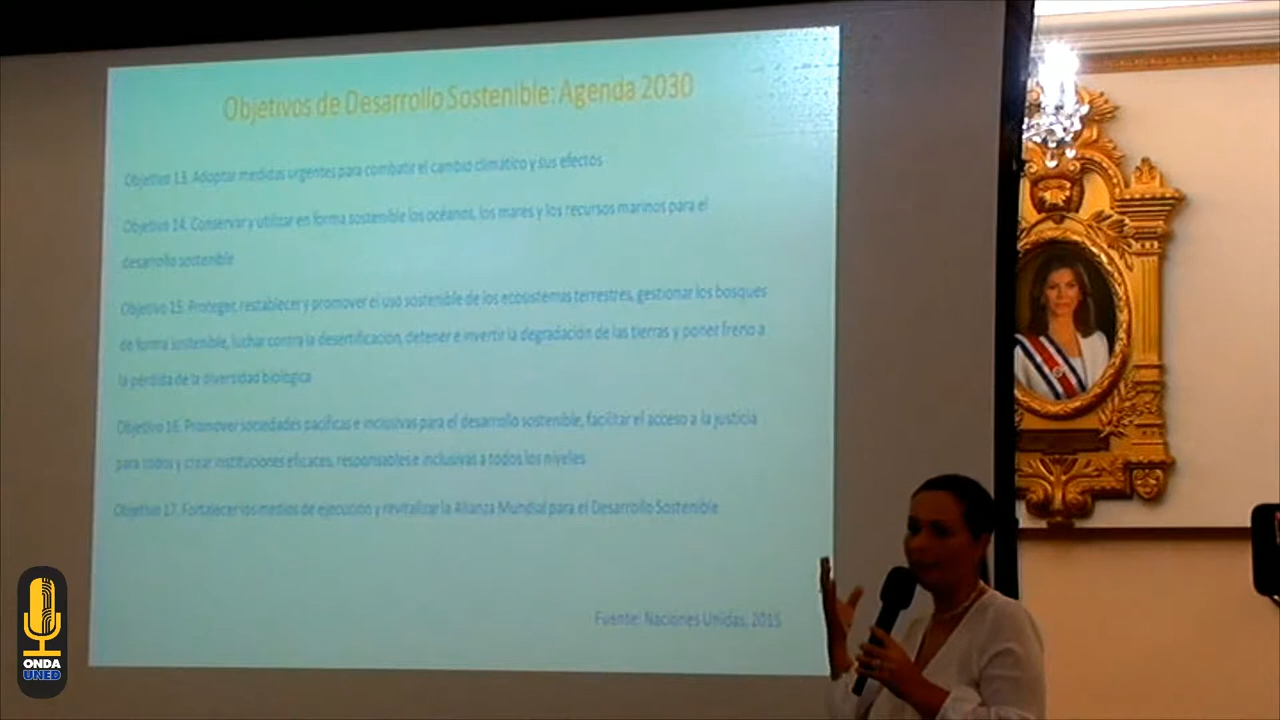 Objetivos de Desarrollo Sostenible: Agenda 2030
Objetivo 13. Adoptar medidas urgentes para combatir el cambio climático y sus efectos
Objetivo 14. Conservar y utilizar en forma sostenible los océanos, los mares y los recursos marinos para el
desarrollo sostenible
Objetivo 15. Proteger, restablecer y promover el uso sostenible de los ecosistemas terrestres, gestionar los bosques
de forma sostenible, luchar contra la desertificación, detener e invertir la degradación de las tierras y poner freno a
la pérdida de la diversidad biológica
Objetivo 16. Promover sociedades pacíficas e inclusivas para el desarrollo sostenible, facilitar el acceso a la justicia
para todos y crear instituciones eficaces, responsables e inclusivas a todos los niveles
Objetivo 17. Fortalecer los medios de ejecución y revitalizar la Alianza Mundial para el Desarrollo Sostenible
Fuente: Naciones Unidas, 2015
ONDA
UNED